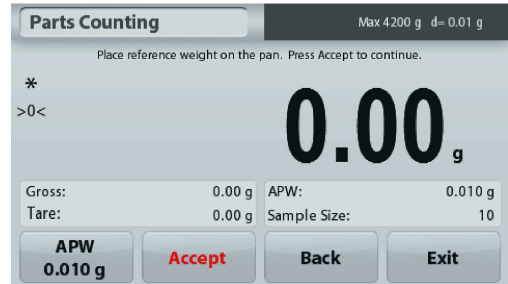 Parts Counting Max 4200 g d= 0.01 g
Place reference weight on the pan. Press Accept to continue.
*
>0<
0.00 g
Gross: 0.00 g APW: 0.010 g
Tare: 0.00 g Sample Size: 10
APW
0.010 g
Accept
Back
Exit